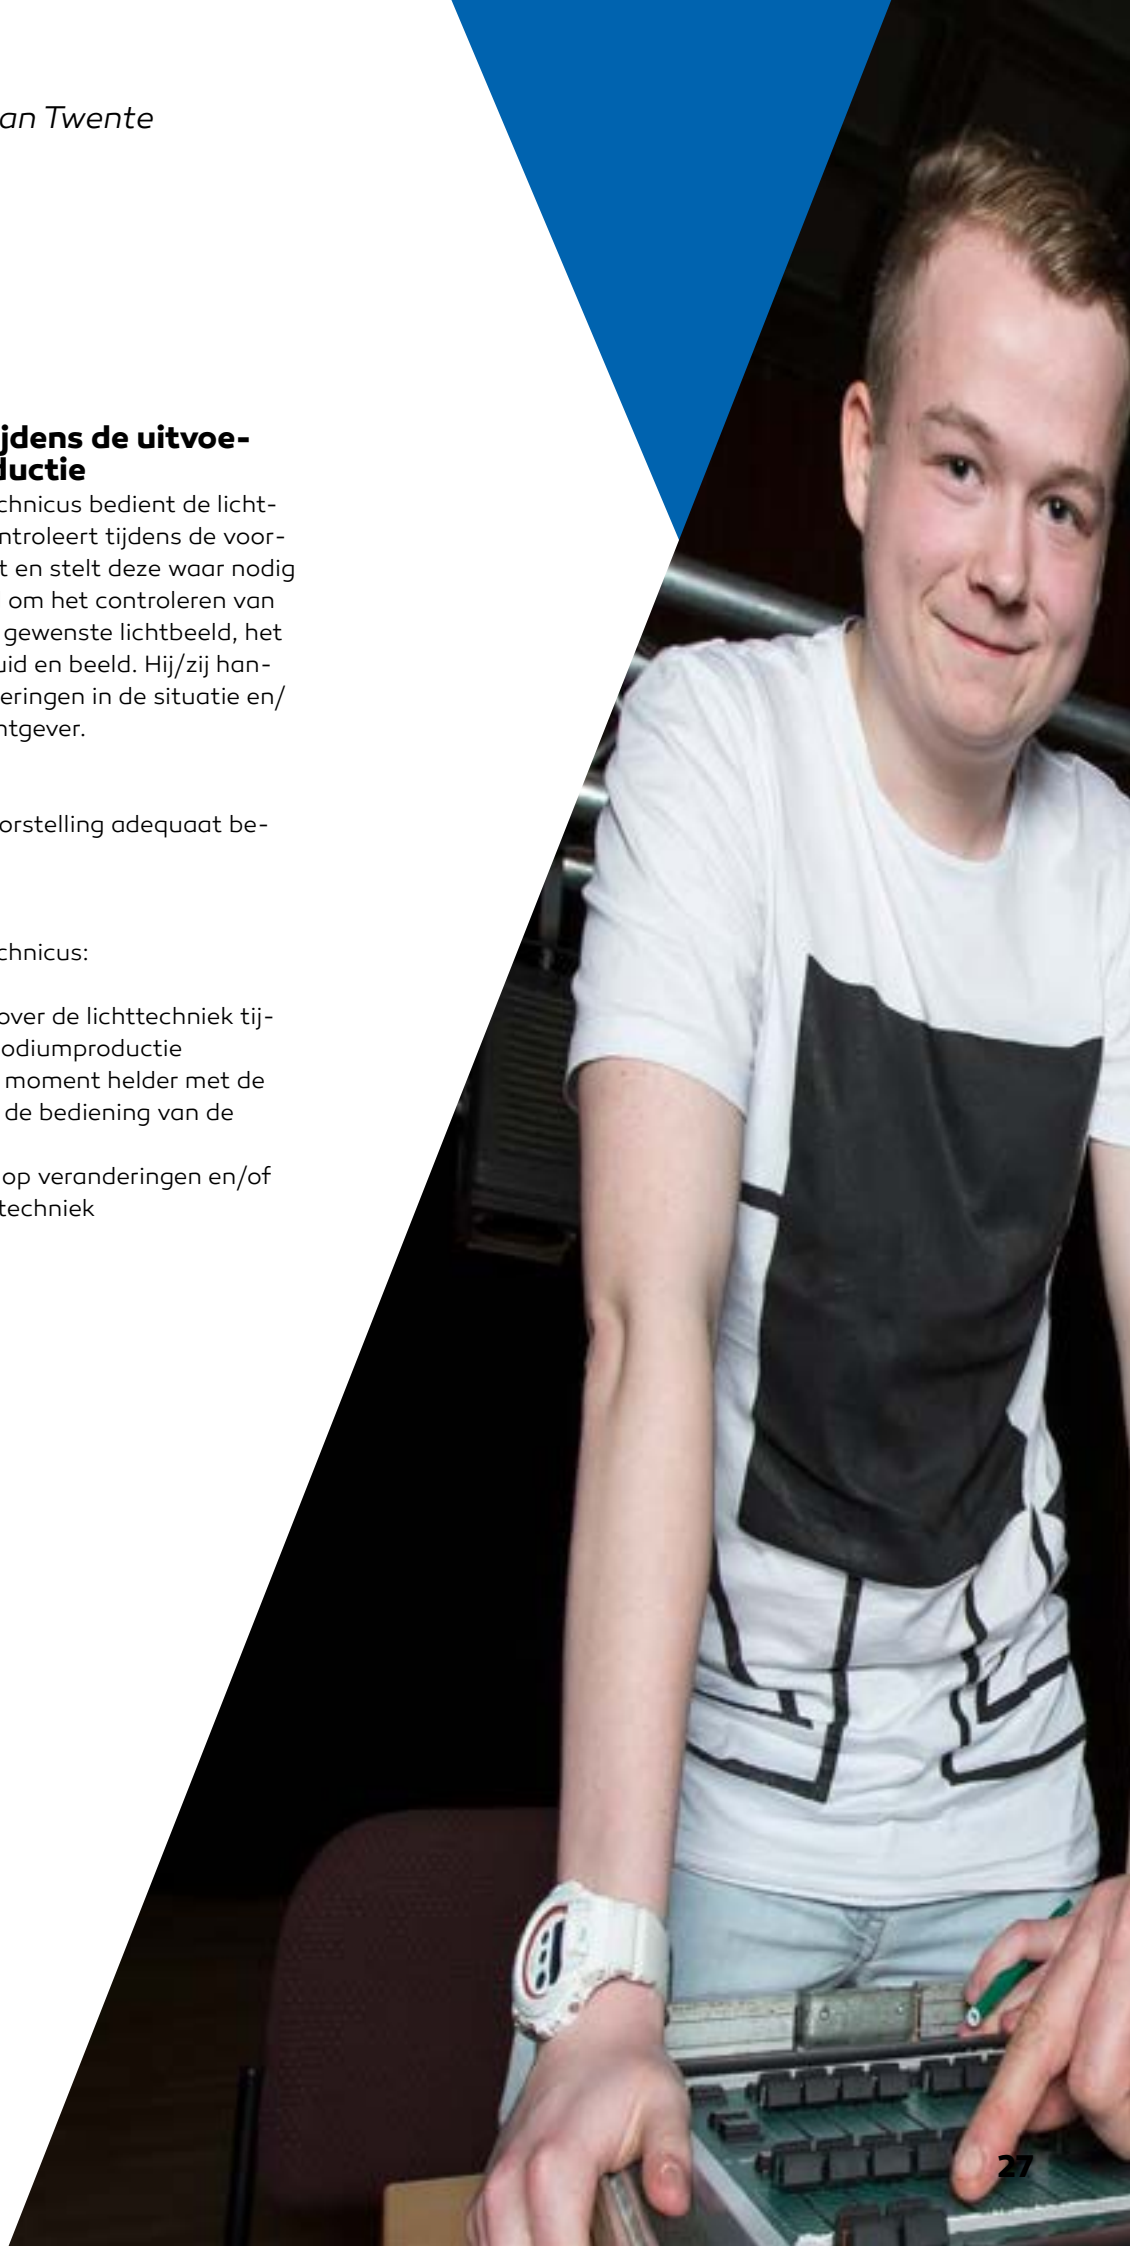 an Twente
ijdens de uitvoe-
ductie
chnicus bedient de licht-
ntroleert tijdens de voor-
t en stelt deze waar nodig
om het controleren van
gewenste lichtbeeld, het
uid en beeld. Hij/zij han-
eringen in de situatie en/
ntgever.
orstelling adequaat be-
chnicus:
over de lichttechniek tij-
odiumproductie
moment helder met de
de bediening van de
op veranderingen en/of
techniek
27